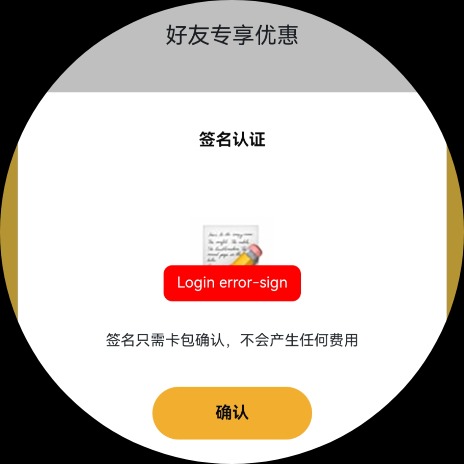 好友专享优惠
签名认证
Login error-sign
签名只需卡包确认，不会产生任何费用
确认